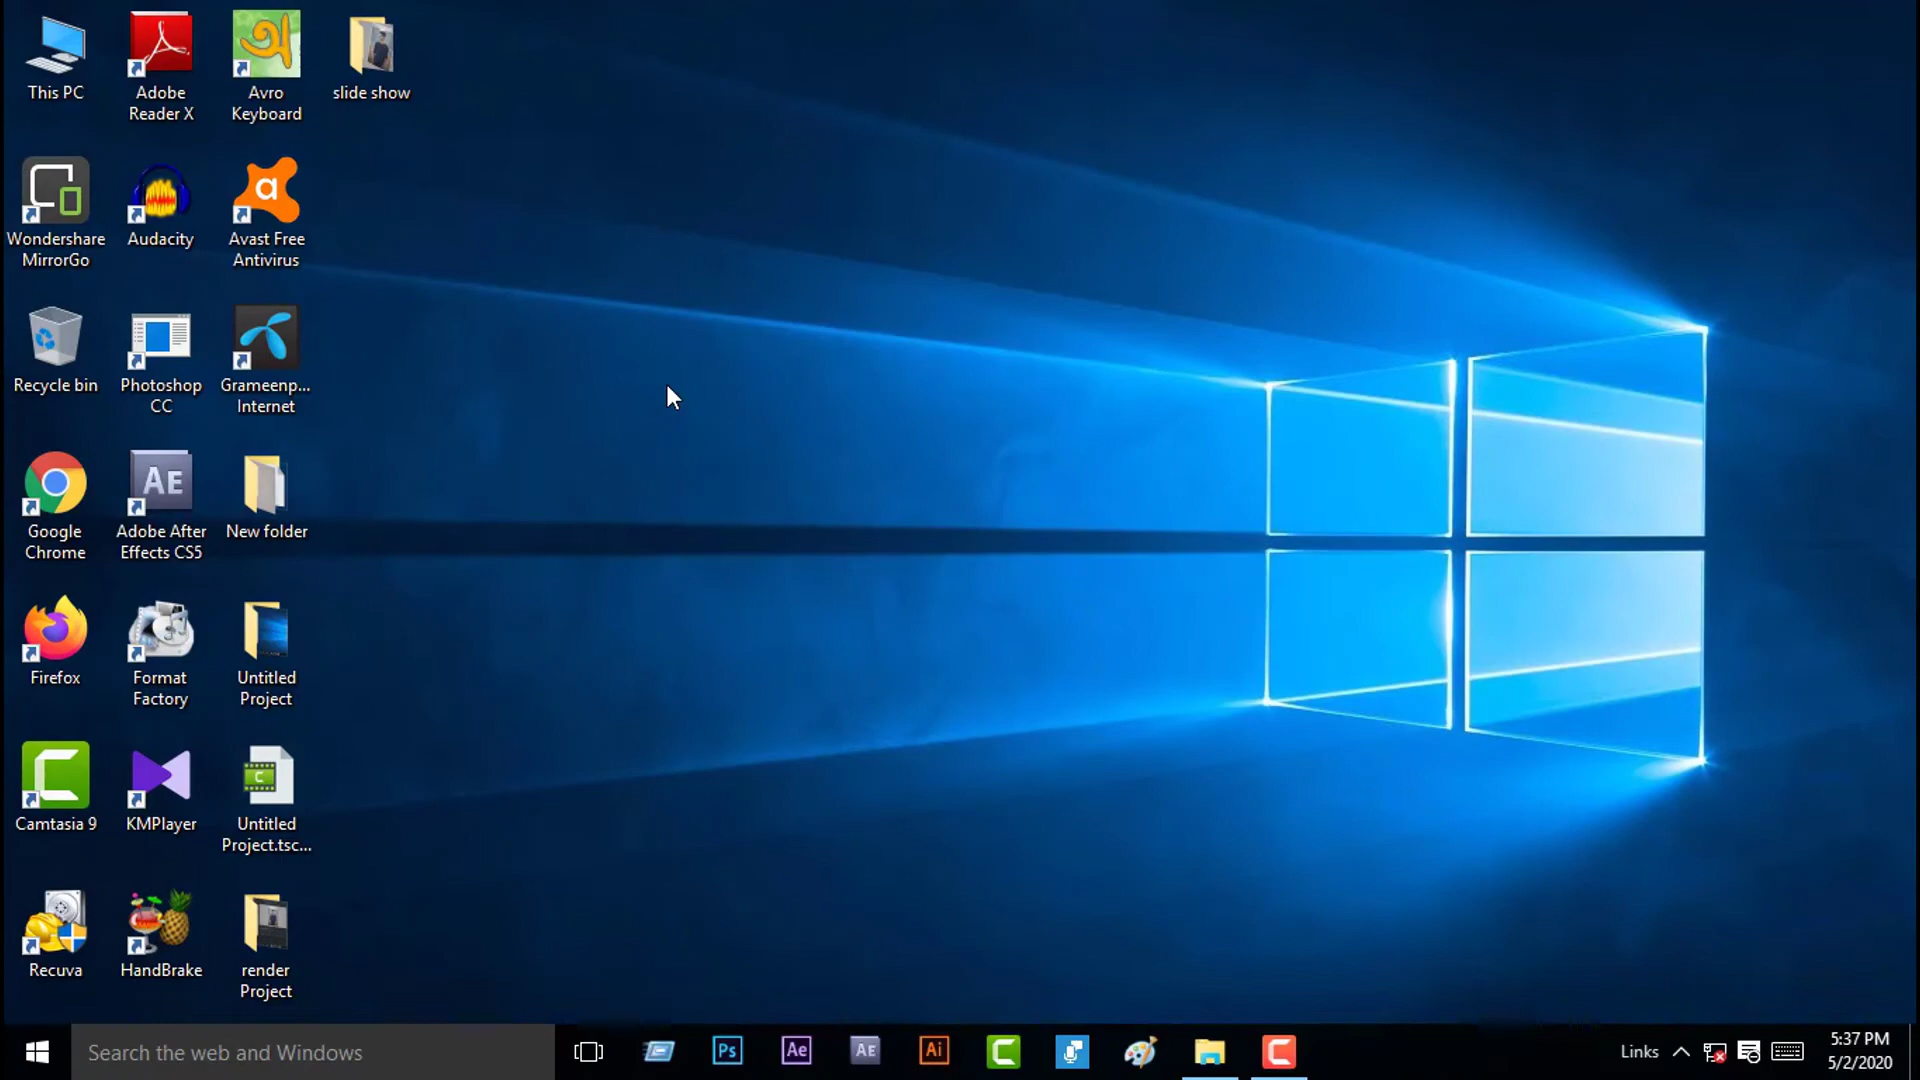 This PC
Adobe
Reader X
অ
Avro
Keyboard
slide show
Wondershare
MirrorGo
Audacity
a
Avast Free
Antivirus
Recycle bin
Photoshop
CC
Grameenp...
Internet
Google
Chrome
AE
Adobe After
Effects CS5
New folder
Firefox
Format
Factory
Untitled
Project
C
Camtasia 9
KMPlayer
C
Untitled
Project.tsc...
Recuva
HandBrake
render
Project
Search the web and Windows
Ps
Ae
AE
Ai
C
C
Links
5:37 PM
5/2/2020